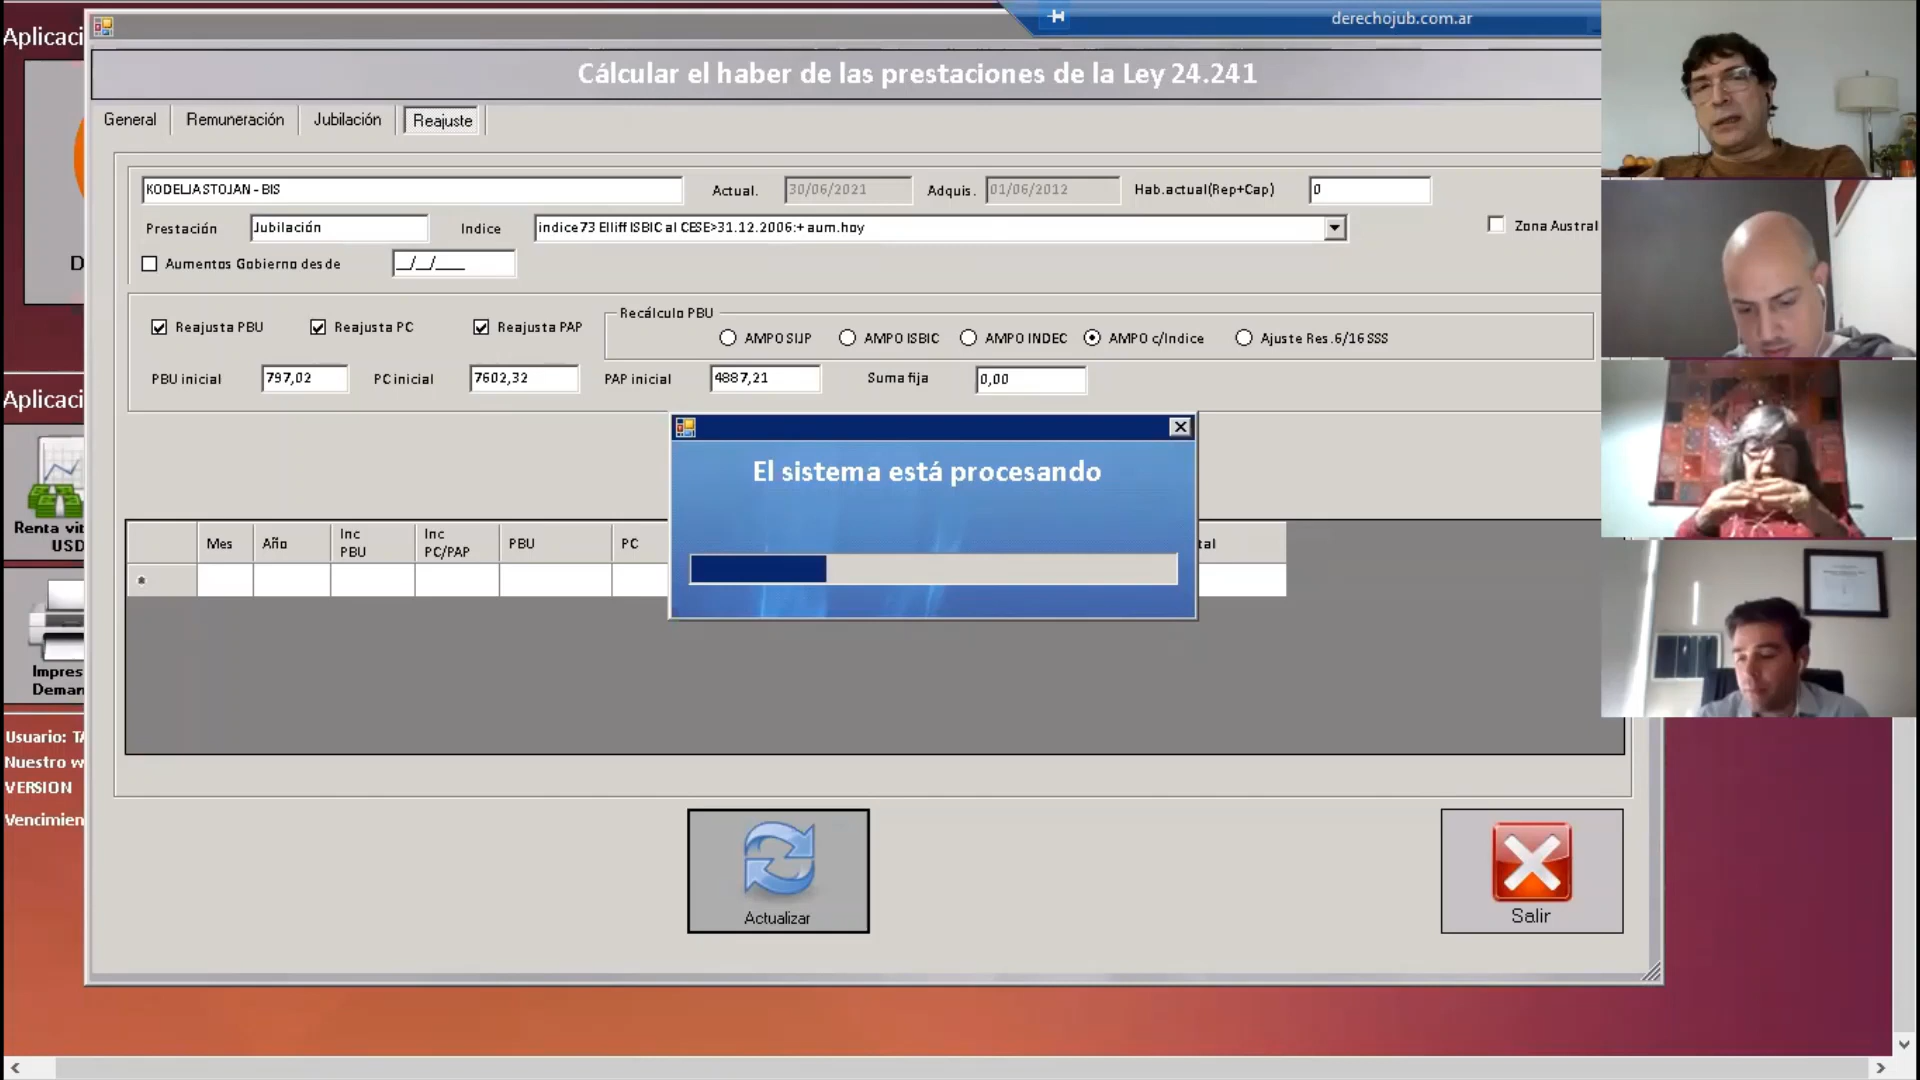 derechojub.com.ar
Aplicaci
Cálcular el haber de las prestaciones de la Ley 24.241
General Remuneración Jubilación Reajuste
KODELJA STOJAN - BIS Actual. 30/06/2021 Adquis. 01/06/2012 Hab.actual(Rep+Cap) 0
Prestación Jubilación Indice indice 73 Elliff ISBIC al CESE>31.12.2006:+ aum.hoy Zona Austral
D Aumentos Gobierno desde __/__/____
Recálculo PBU
Reajusta PBU Reajusta PC Reajusta PAP AMPO SIJP AMPO ISBIC AMPO INDEC AMPO c/Indice Ajuste Res.6/16 SSS
PBU inicial 797,02 PC inicial 7602,32 PAP inicial 4887,21 Suma fija 0,00
Aplicaci
El sistema está procesando
Renta vit
USD
Mes Año Inc PBU Inc PC/PAP PBU PC tal
*
Impres
Deman
Usuario: TA
Nuestro w
VERSION
Vencimien
Actualizar
Salir